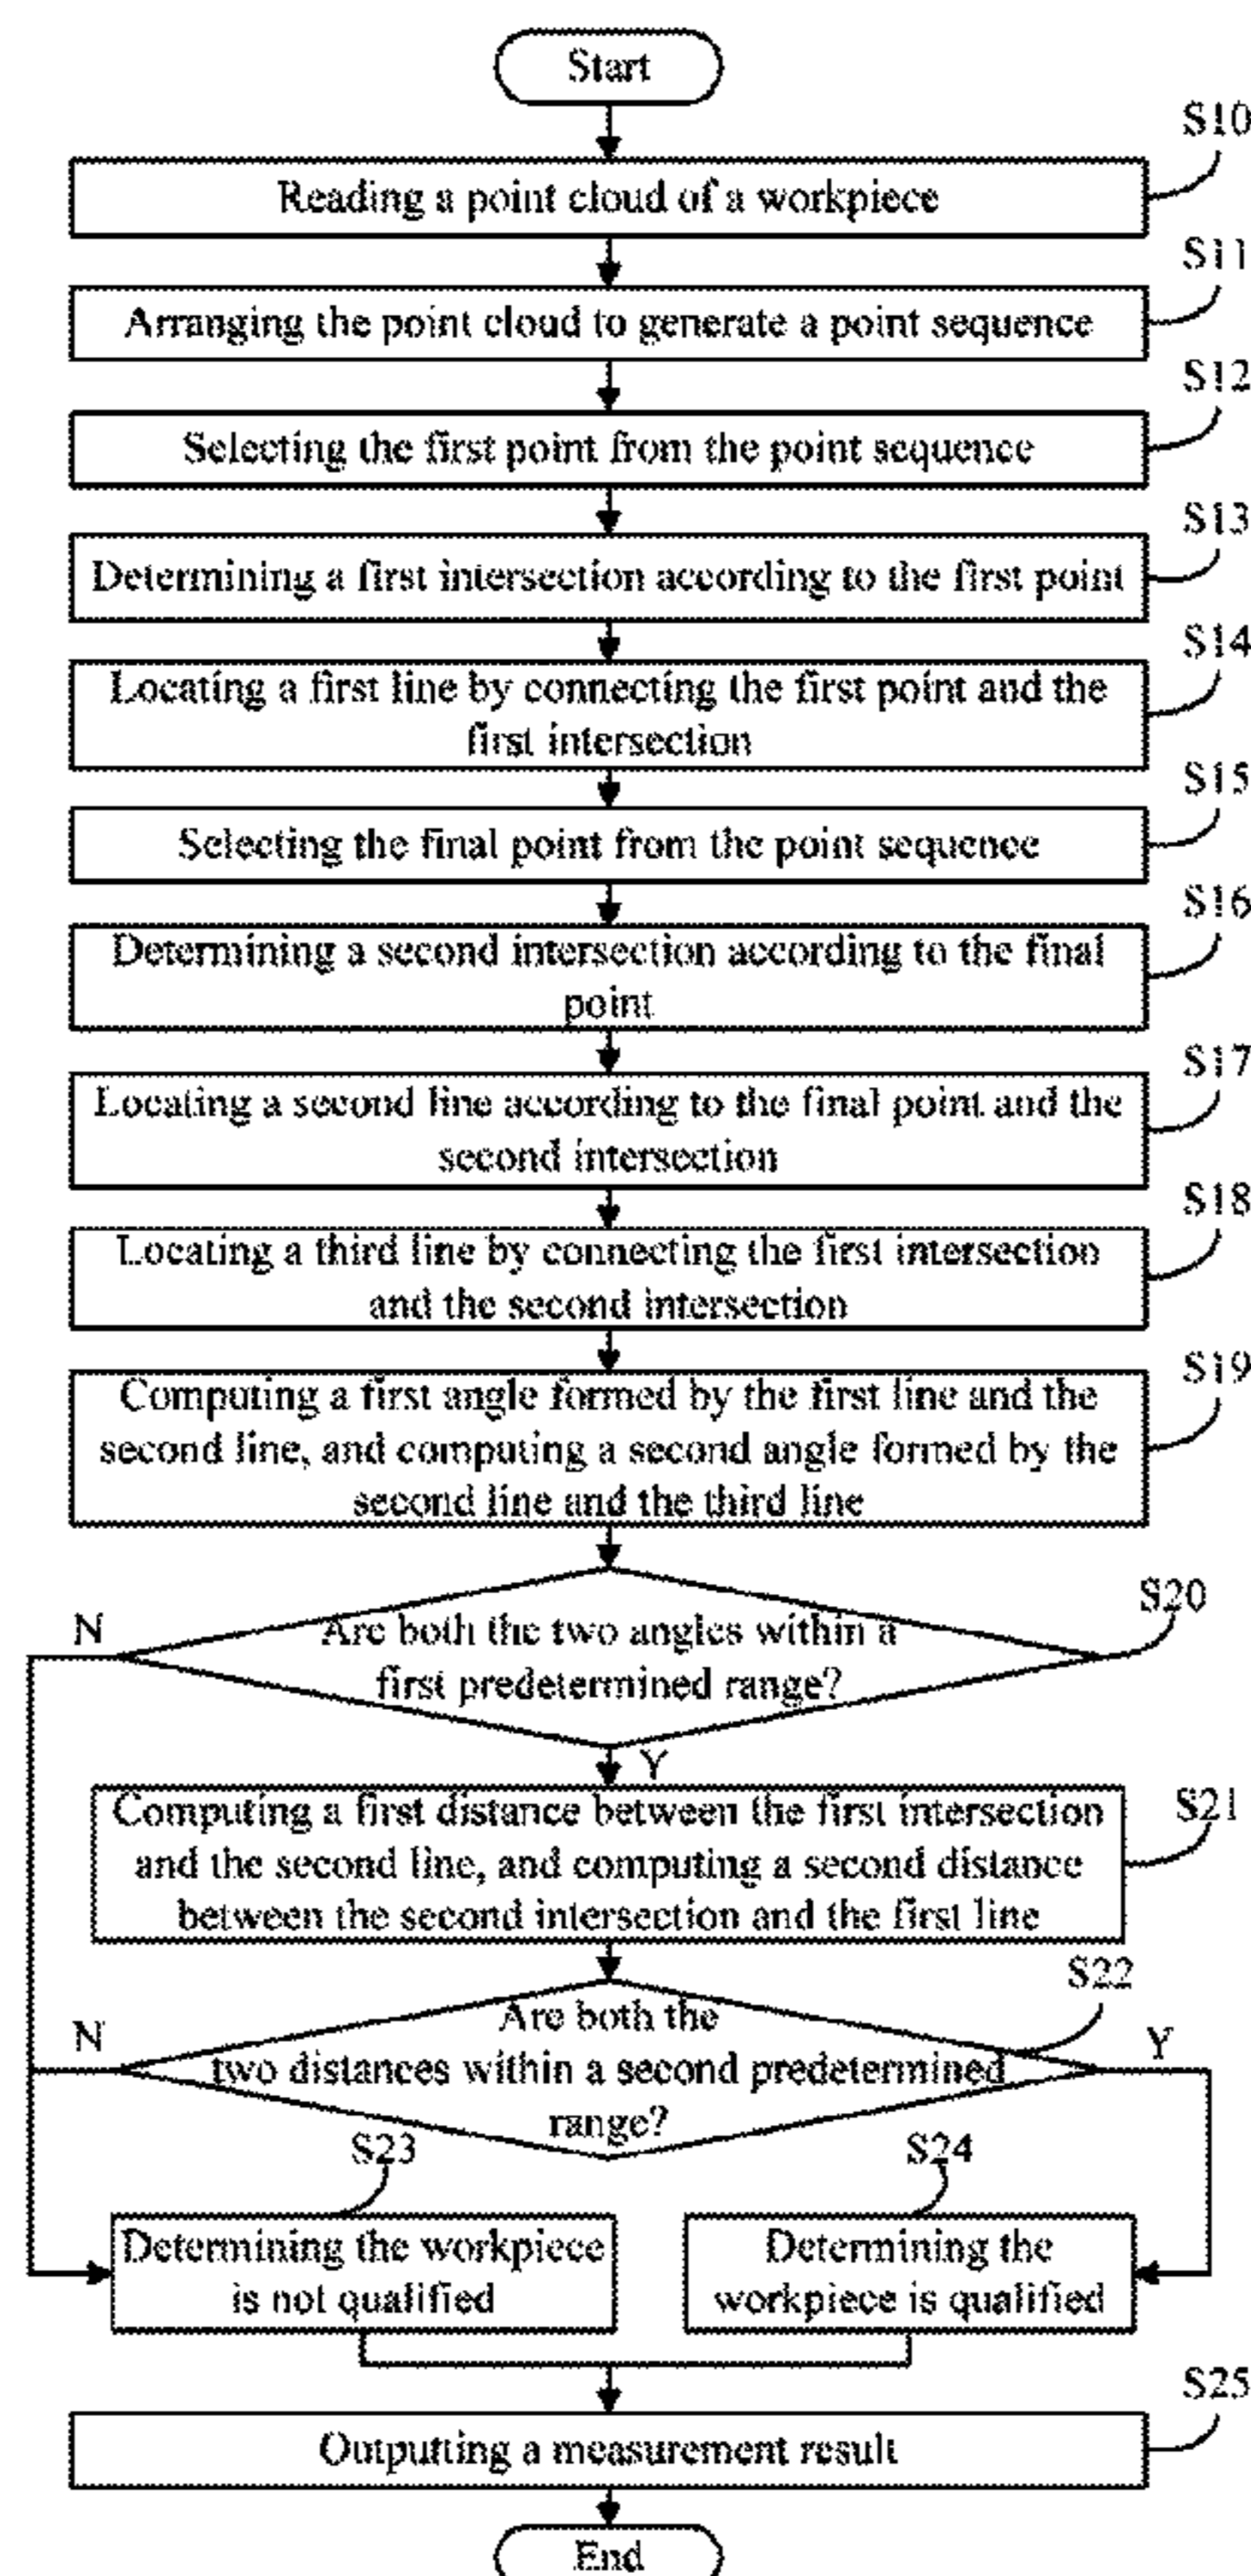 Start
S10
Reading a point cloud of a workpiece
S11
Arranging the point cloud to generate a point sequence
S12
Selecting the first point from the point sequence
S13
Determining a first intersection according to the first point
S14
Locating a first line by connecting the first point and the
first intersection
S15
Selecting the final point from the point sequence
S16
Determining a second intersection according to the final
point
S17
Locating a second line according to the final point and the
second intersection
S18
Locating a third line by connecting the first intersection
and the second intersection
S19
Computing a first angle formed by the first line and the
second line, and computing a second angle formed by the
second line and the third line
S20
N
Are both the two angles within a
first predetermined range?
Y
S21
Computing a first distance between the first intersection
and the second line, and computing a second distance
between the second intersection and the first line
S22
N
Are both the
Y
two distances within a second predetermined
range?
S23
S24
Determining the workpiece
is not qualified
Determining the
workpiece is qualified
S25
Outputting a measurement result
End